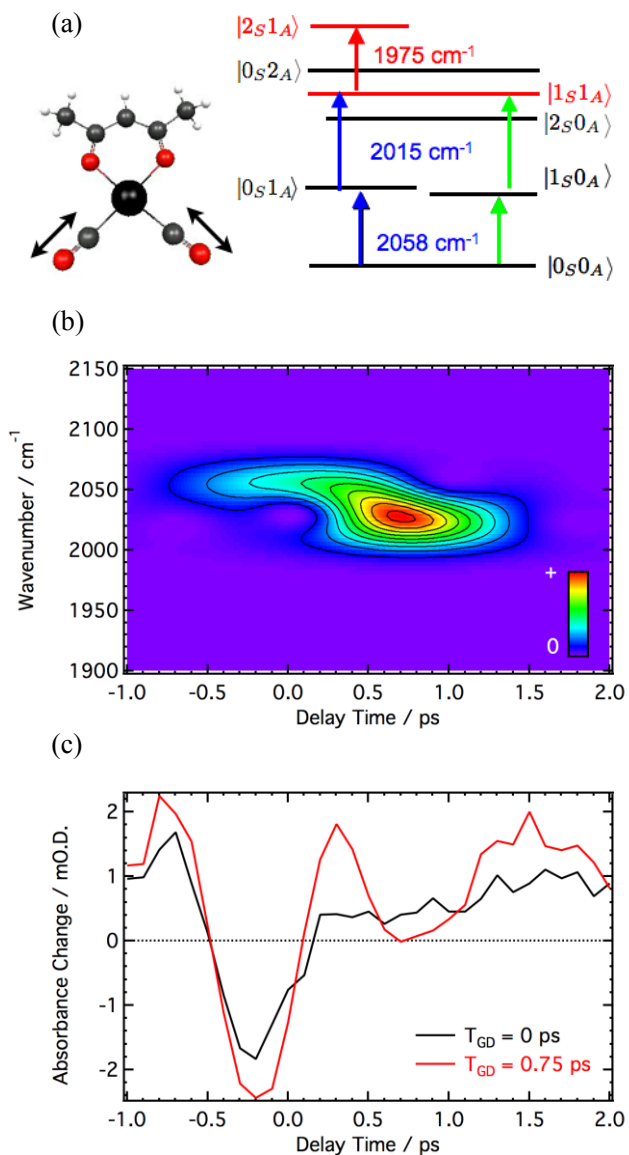 (a)
|2S1A⟩
1975 cm-1
|0S2A⟩
|1S1A⟩
|2S0A⟩
2015 cm-1
|0S1A⟩
|1S0A⟩
2058 cm-1
|0S0A⟩
(b)
2150
2100
2050
2000
1950
1900
Wavenumber / cm-1
+
0
-1.0 -0.5 0.0 0.5 1.0 1.5 2.0
Delay Time / ps
(c)
2
1
0
-1
-2
Absorbance Change / mO.D.
TGD = 0 ps
TGD = 0.75 ps
-1.0 -0.5 0.0 0.5 1.0 1.5 2.0
Delay Time / ps